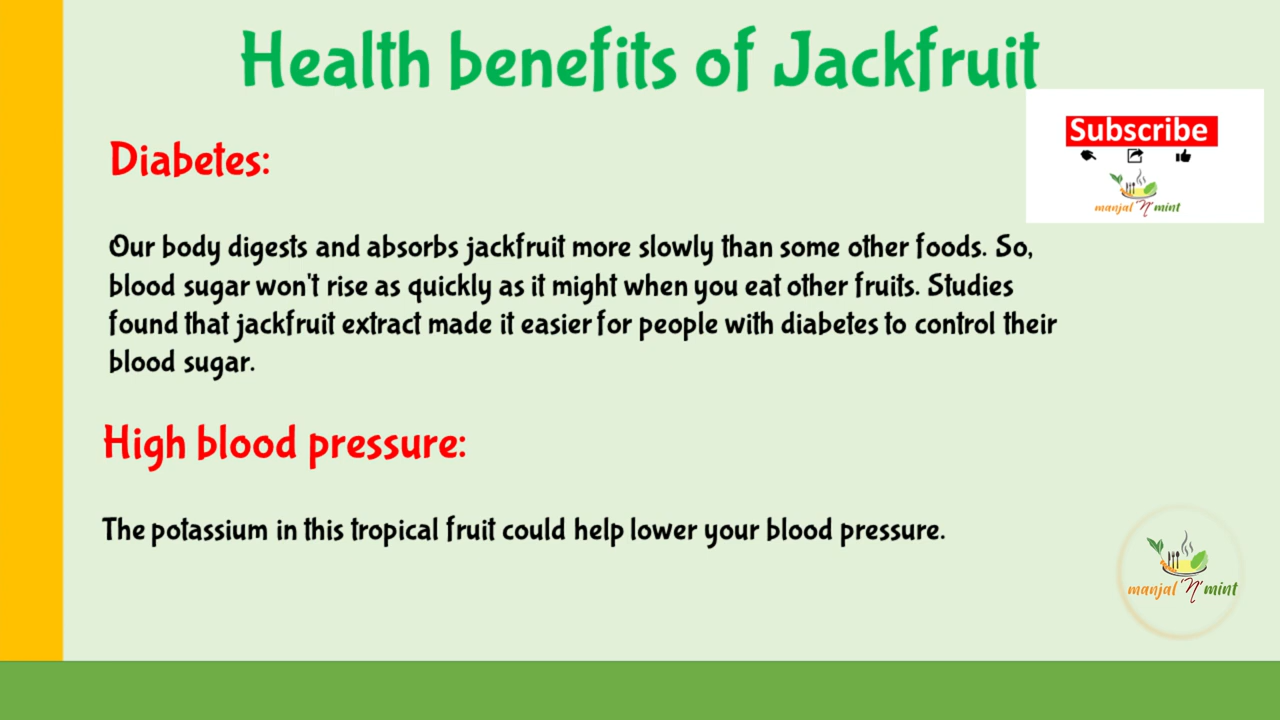 Health benefits of Jackfruit
Subscribe
manjal 'N' mint
Diabetes:
Our body digests and absorbs jackfruit more slowly than some other foods. So,
blood sugar won't rise as quickly as it might when you eat other fruits. Studies
found that jackfruit extract made it easier for people with diabetes to control their
blood sugar.
High blood pressure:
The potassium in this tropical fruit could help lower your blood pressure.
manjal 'N' mint